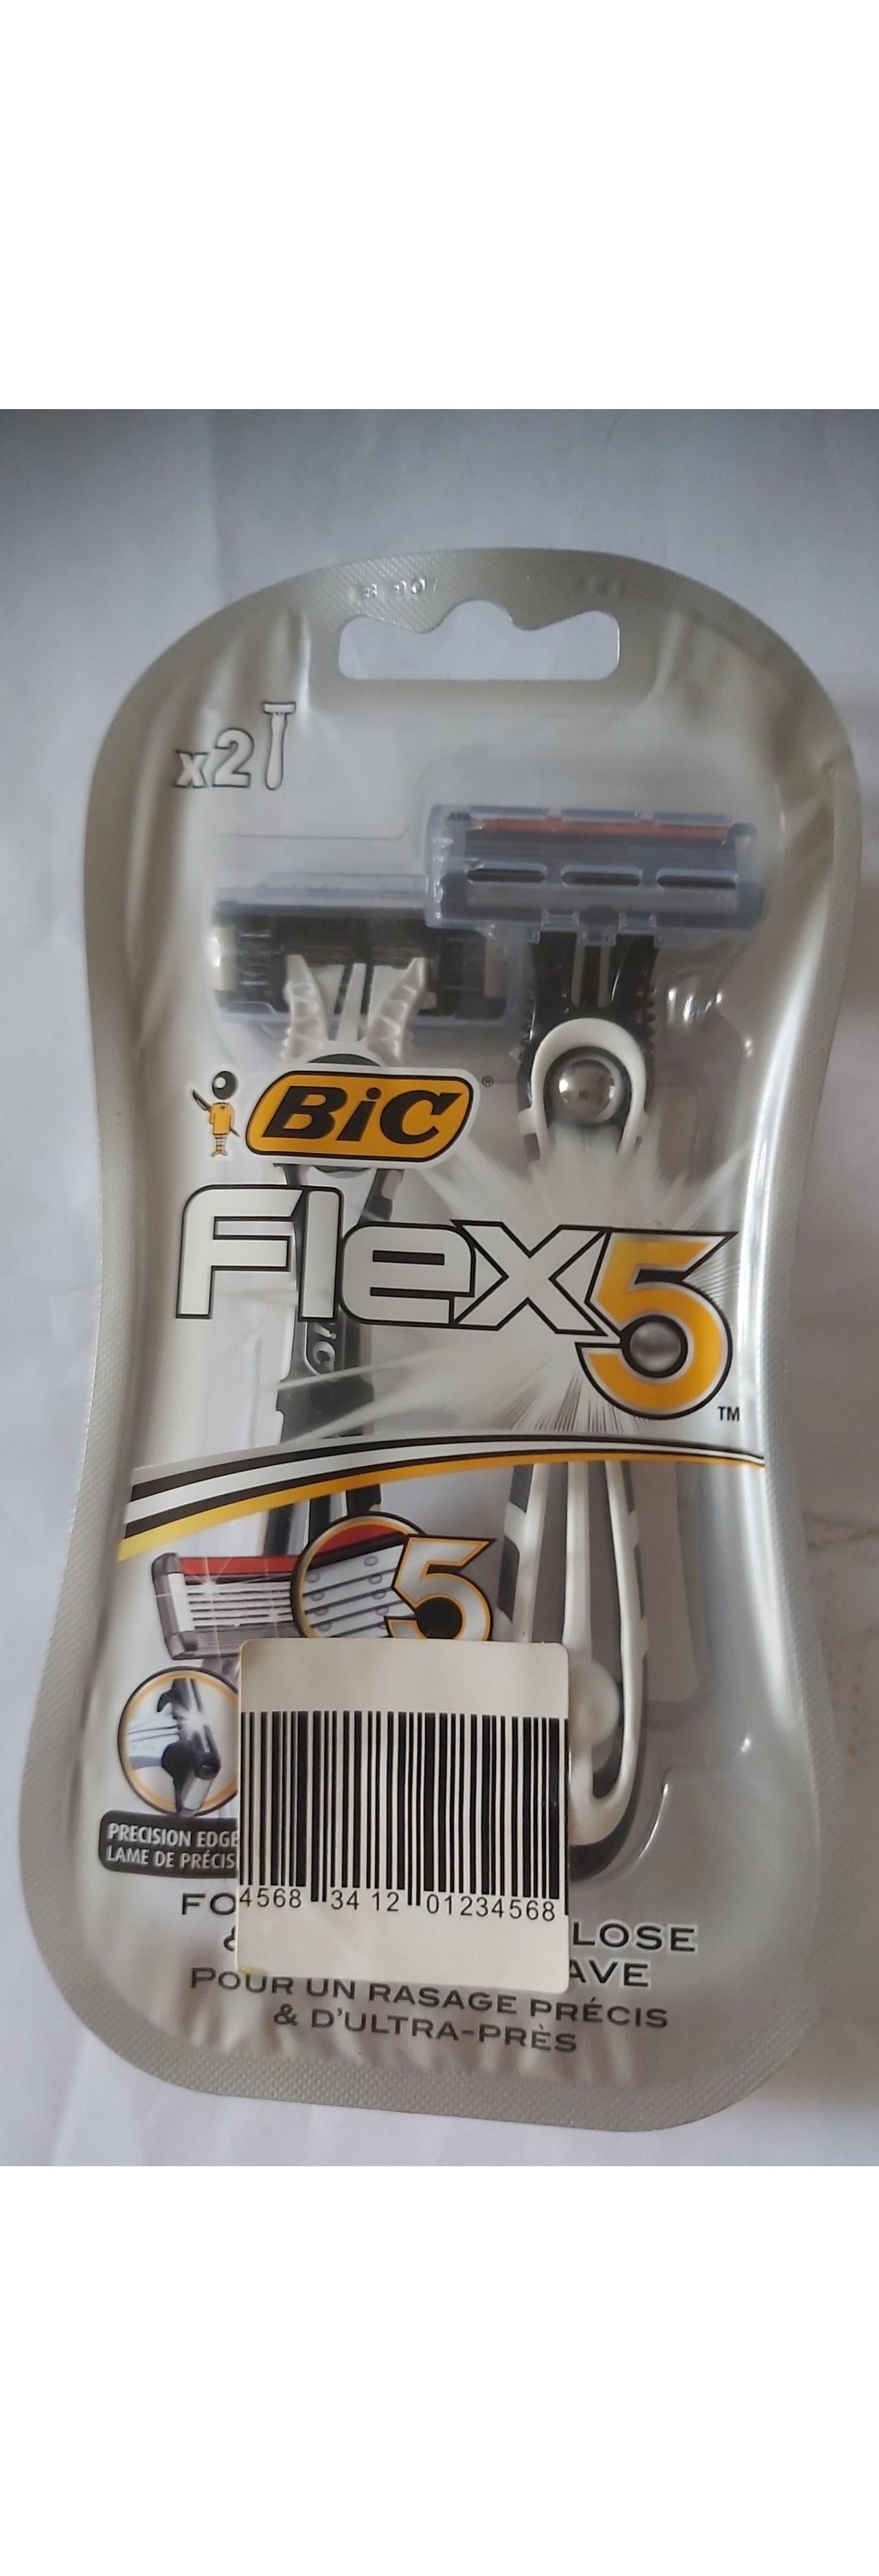 x2
BiC ®
Flex5 ™
BiC
5
PRECISION EDGE
LAME DE PRÉCIS
4568 34 12 01234568
FO LOSE
& AVE
POUR UN RASAGE PRÉCIS
& D'ULTRA-PRÈS